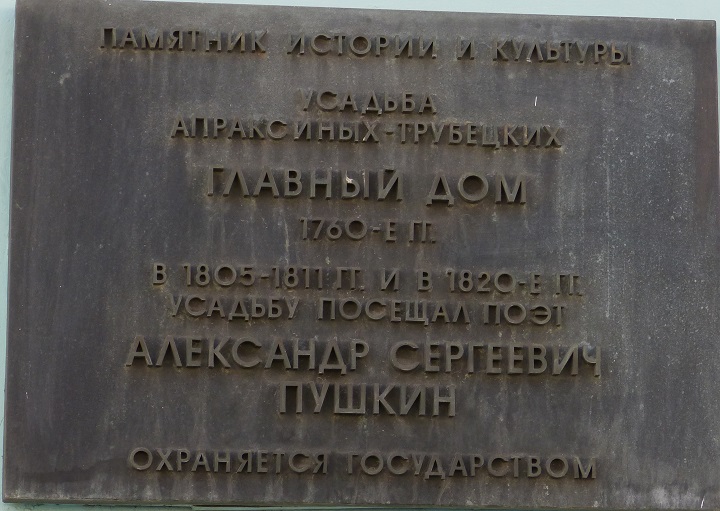 ПАМЯТНИК ИСТОРИИ И КУЛЬТУРЫ
УСАДЬБА
АПРАКСИНЫХ-ТРУБЕЦКИХ
ГЛАВНЫЙ ДОМ
1760-Е ГГ.
В 1805-1811 ГГ. И В 1820-Е ГГ.
УСАДЬБУ ПОСЕЩАЛ ПОЭТ
АЛЕКСАНДР СЕРГЕЕВИЧ
ПУШКИН
ОХРАНЯЕТСЯ ГОСУДАРСТВОМ